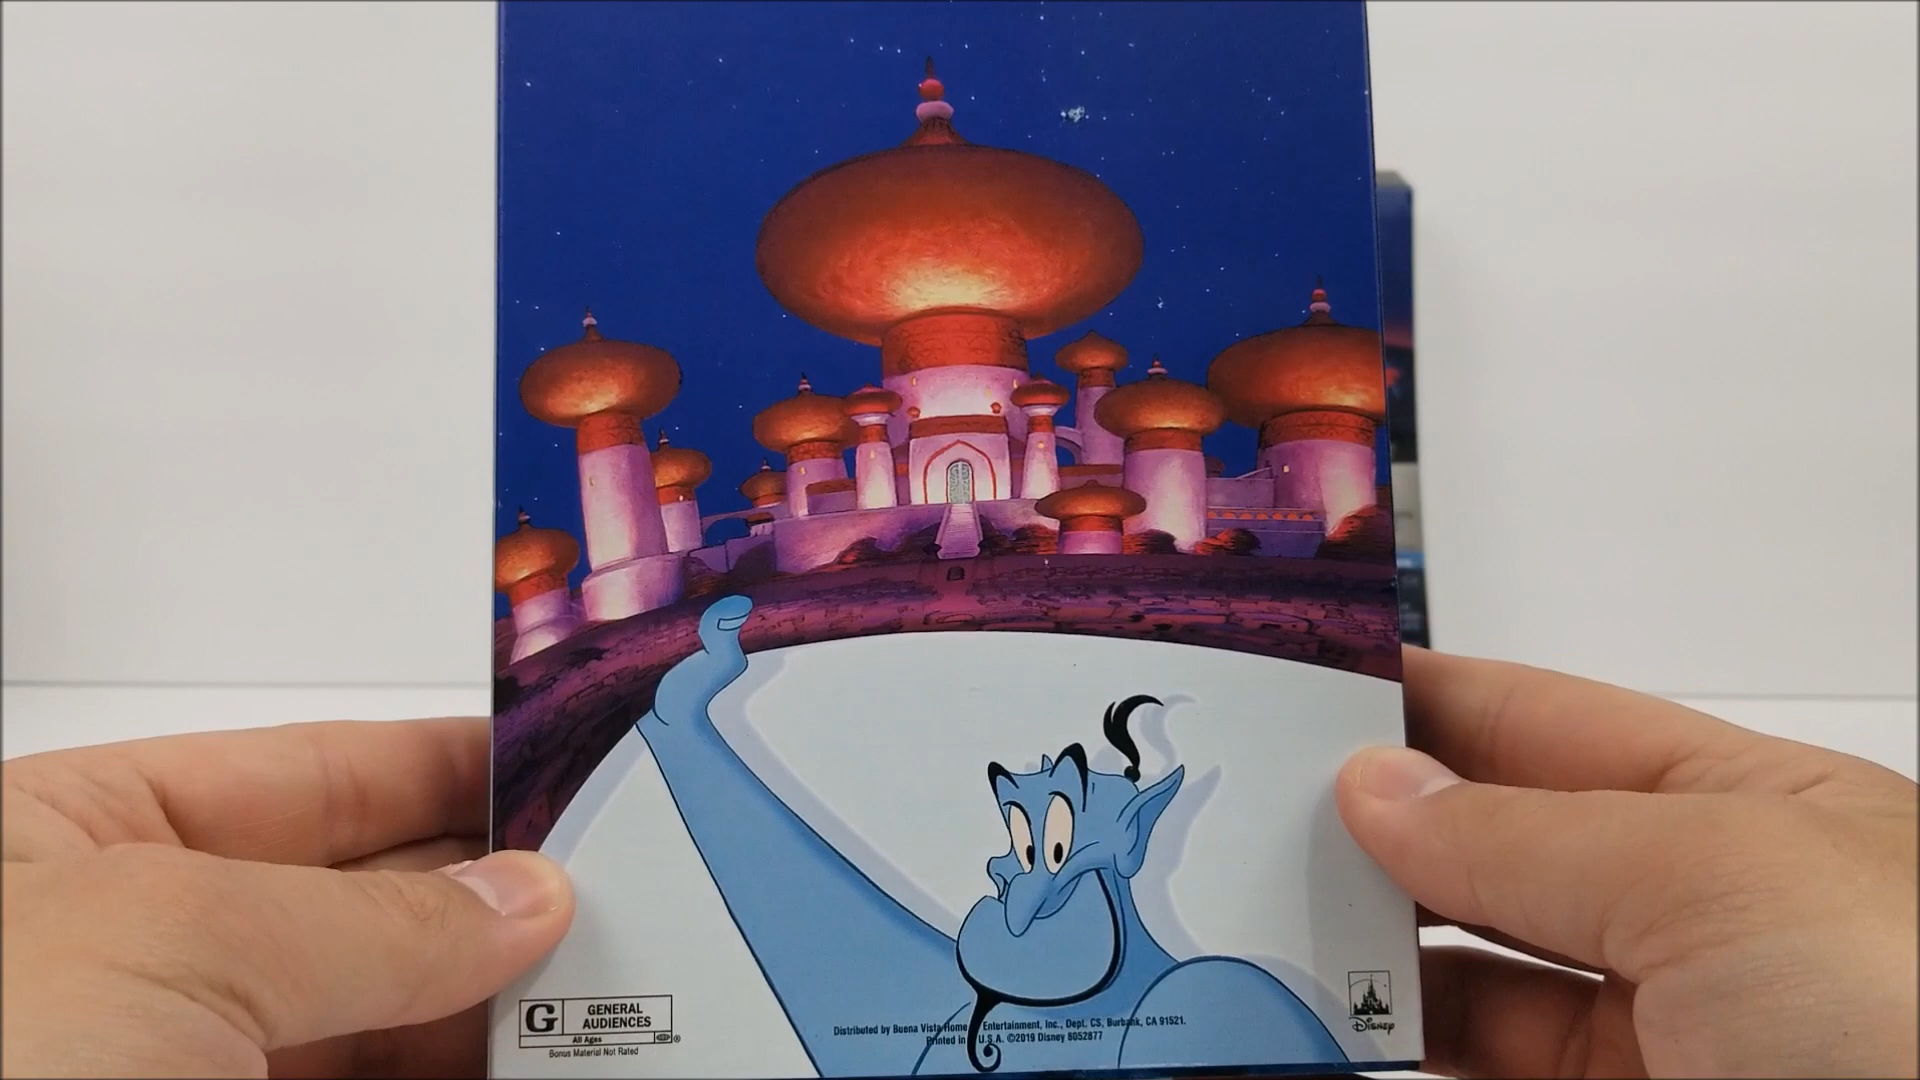 G
GENERAL
AUDIENCES
All Ages
®
Bonus Material Not Rated
Distributed by Buena Vista Home Entertainment, Inc., Dept. CS, Burbank, CA 91521.
Printed in U.S.A. ©2019 Disney 8052877
Disney